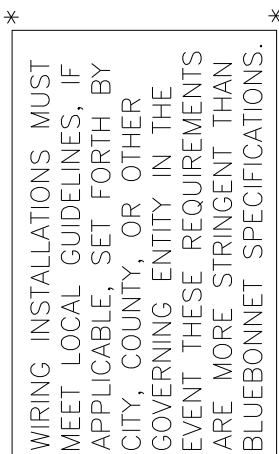 WIRING INSTALLATIONS MUST
MEET LOCAL GUIDELINES, IF
APPLICABLE, SET FORTH BY
CITY, COUNTY, OR OTHER
GOVERNING ENTITY IN THE
EVENT THESE REQUIREMENTS
ARE MORE STRINGENT THAN
BLUEBONNET SPECIFICATIONS.